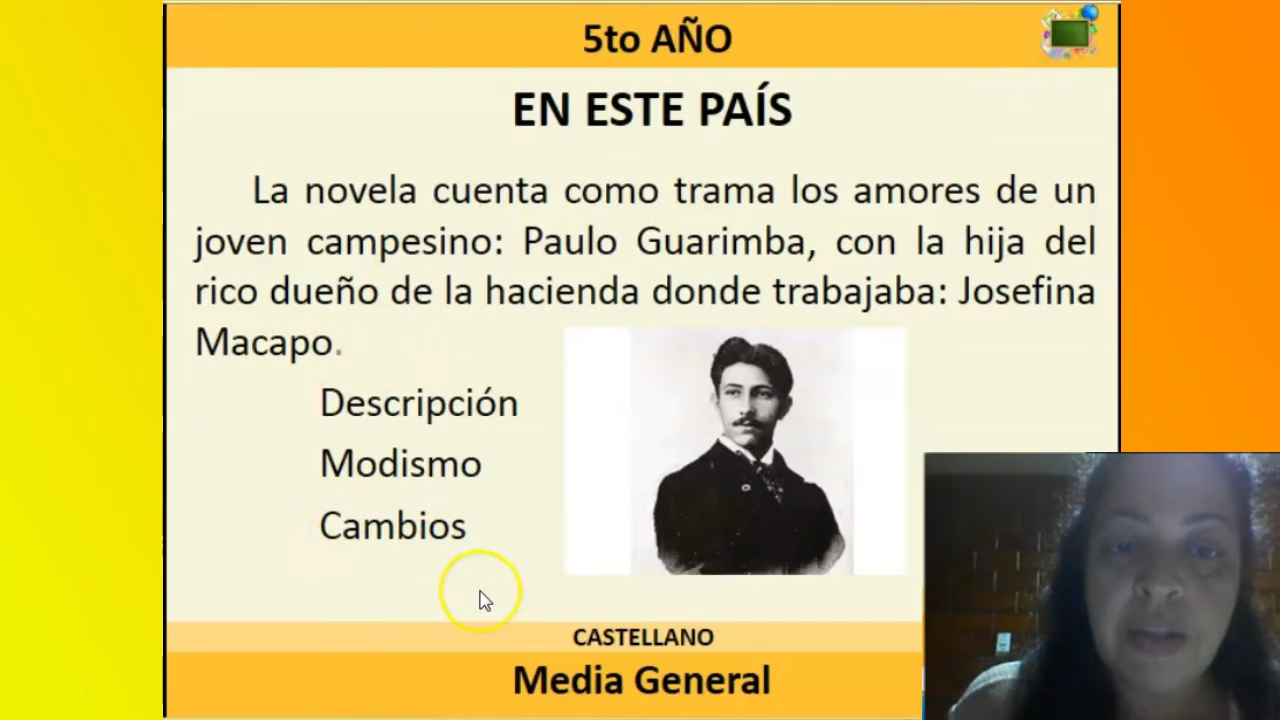 5to AÑO
EN ESTE PAÍS
La novela cuenta como trama los amores de un
joven campesino: Paulo Guarimba, con la hija del
rico dueño de la hacienda donde trabajaba: Josefina
Macapo.
Descripción
Modismo
Cambios
CASTELLANO
Media General